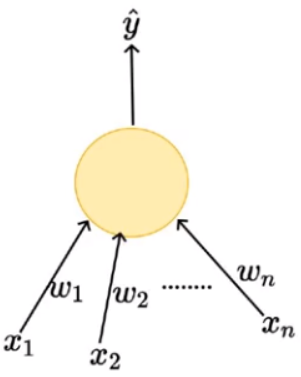 ŷ
w₁ w₂ ........ wₙ
x₁ x₂ xₙ